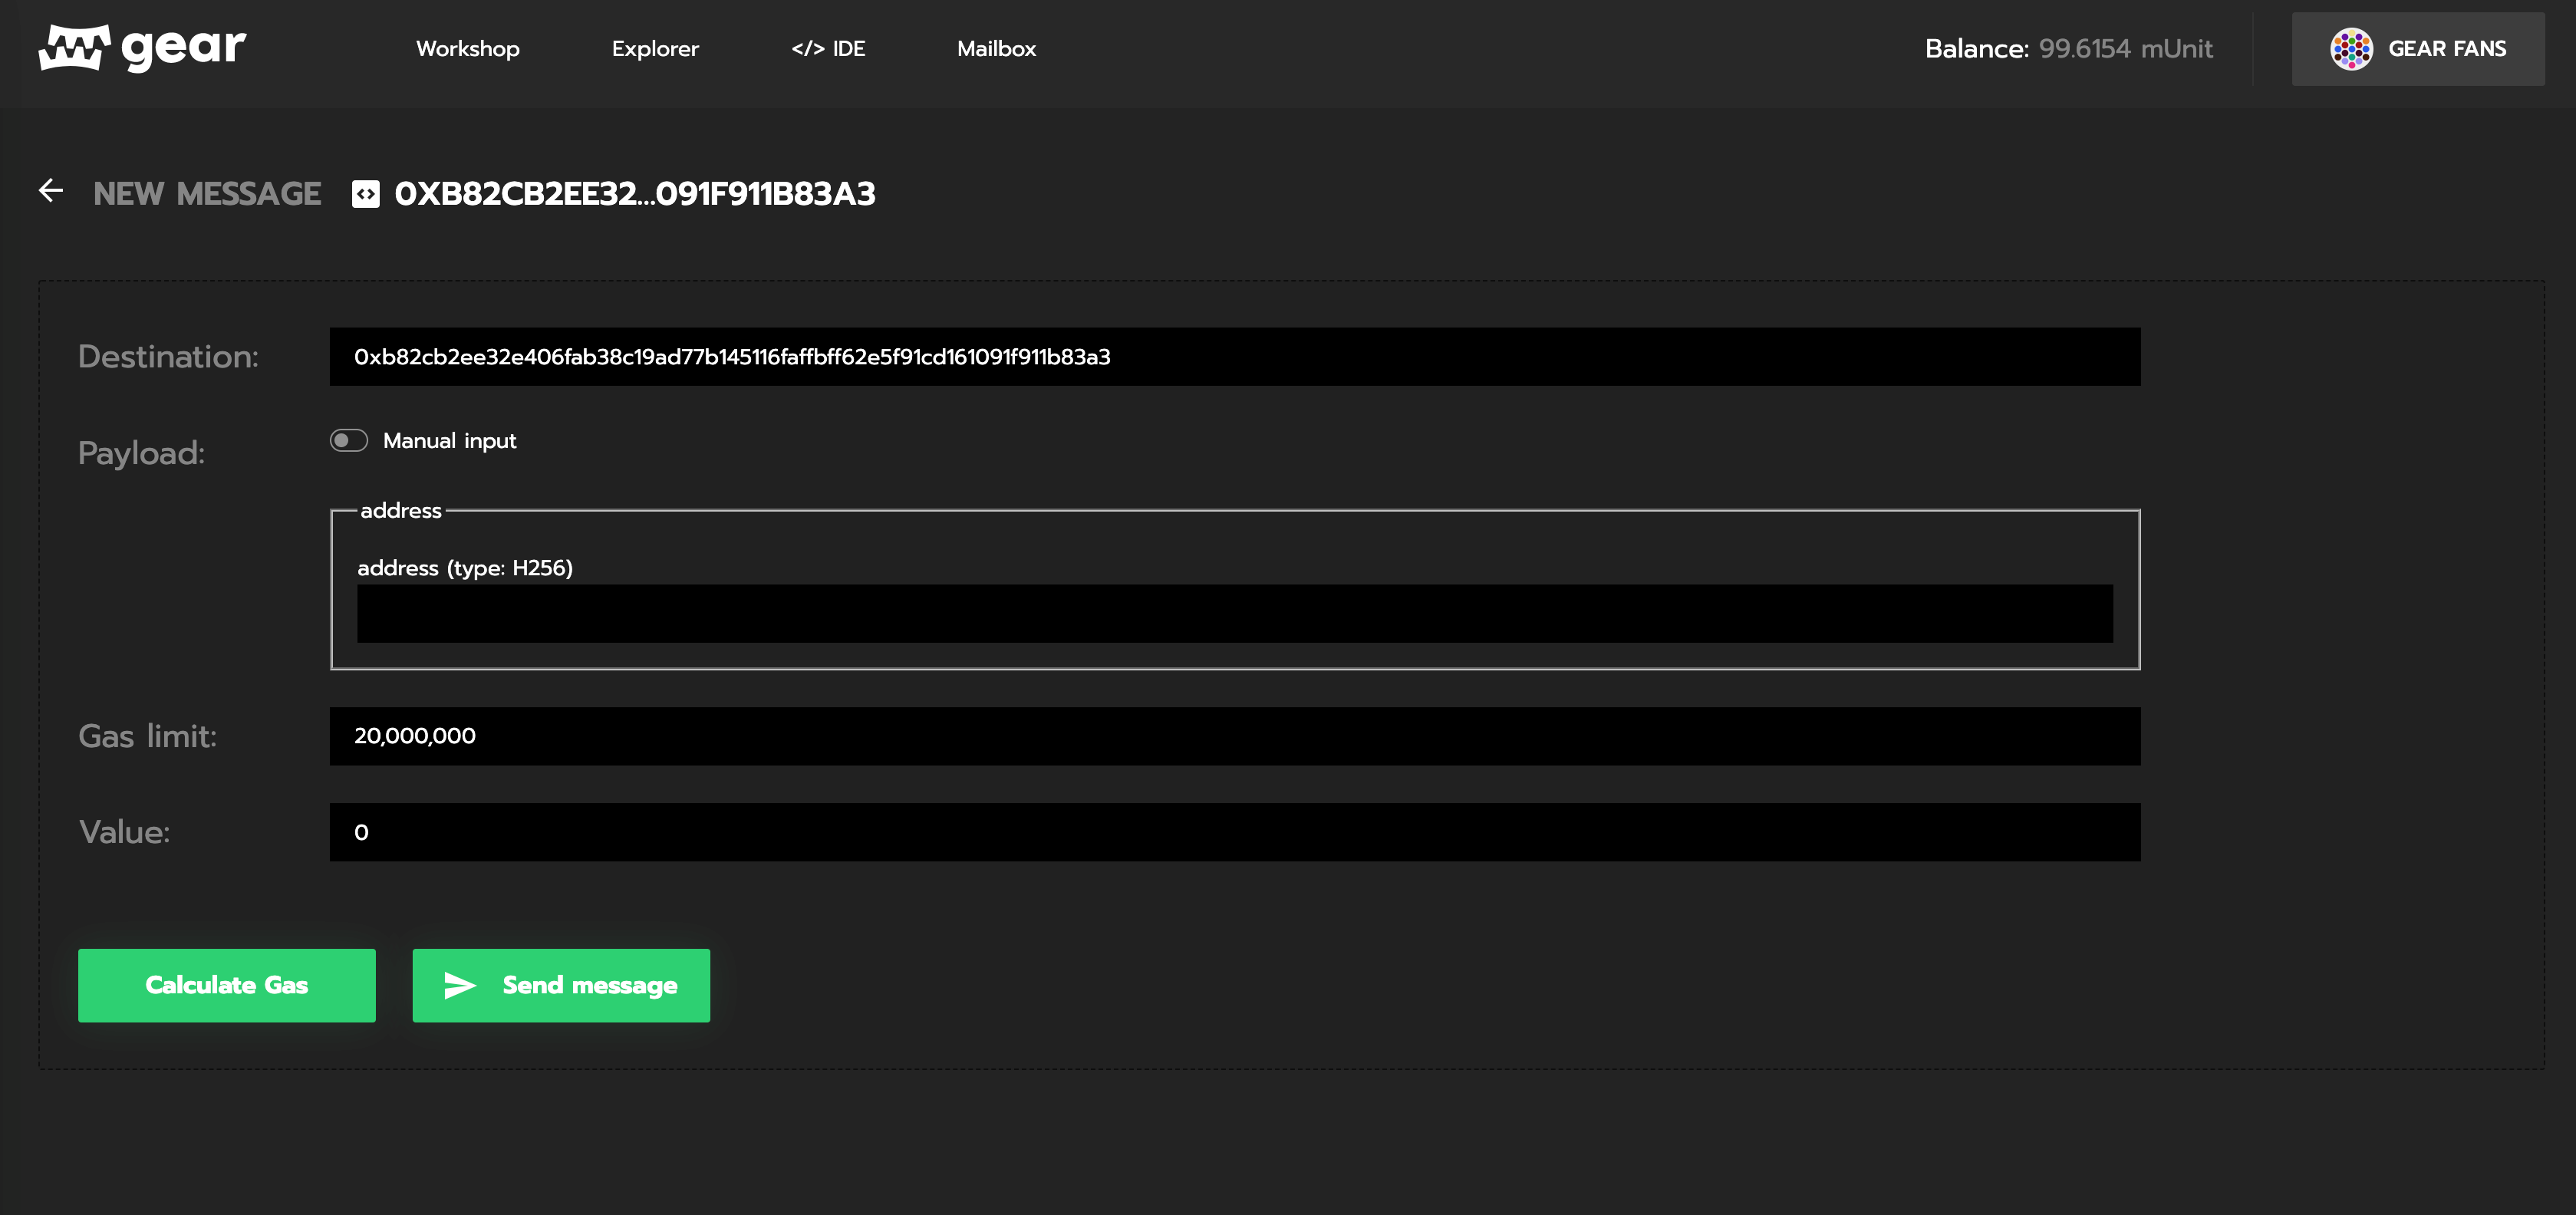 gear
Workshop
Explorer
</> IDE
Mailbox
Balance: 99.6154 mUnit
GEAR FANS
NEW MESSAGE
0XB82CB2EE32...091F911B83A3
Destination:
0xb82cb2ee32e406fab38c19ad77b145116faffbff62e5f91cd161091f911b83a3
Payload:
Manual input
address
address (type: H256)
Gas limit:
20,000,000
Value:
0
Calculate Gas
Send message